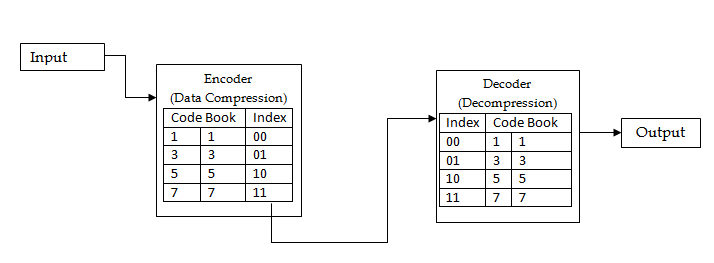 Input
Encoder
(Data Compression)
Code Book Index
1 1 00
3 3 01
5 5 10
7 7 11
Decoder
(Decompression)
Index Code Book
00 1 1
01 3 3
10 5 5
11 7 7
Output